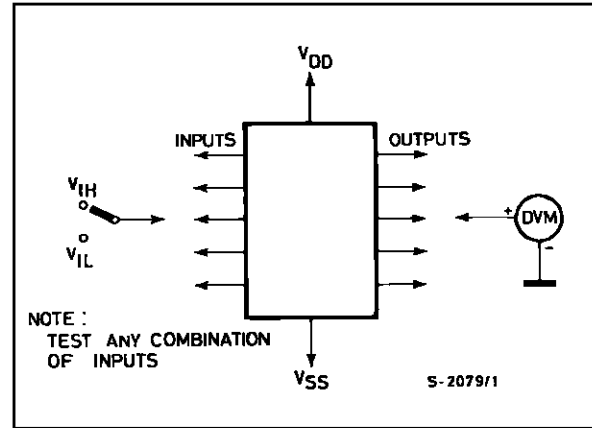 VDD
INPUTS
OUTPUTS
VIH
VIL
+
DVM
-
NOTE :
TEST ANY COMBINATION
OF INPUTS
VSS
S-2079/1